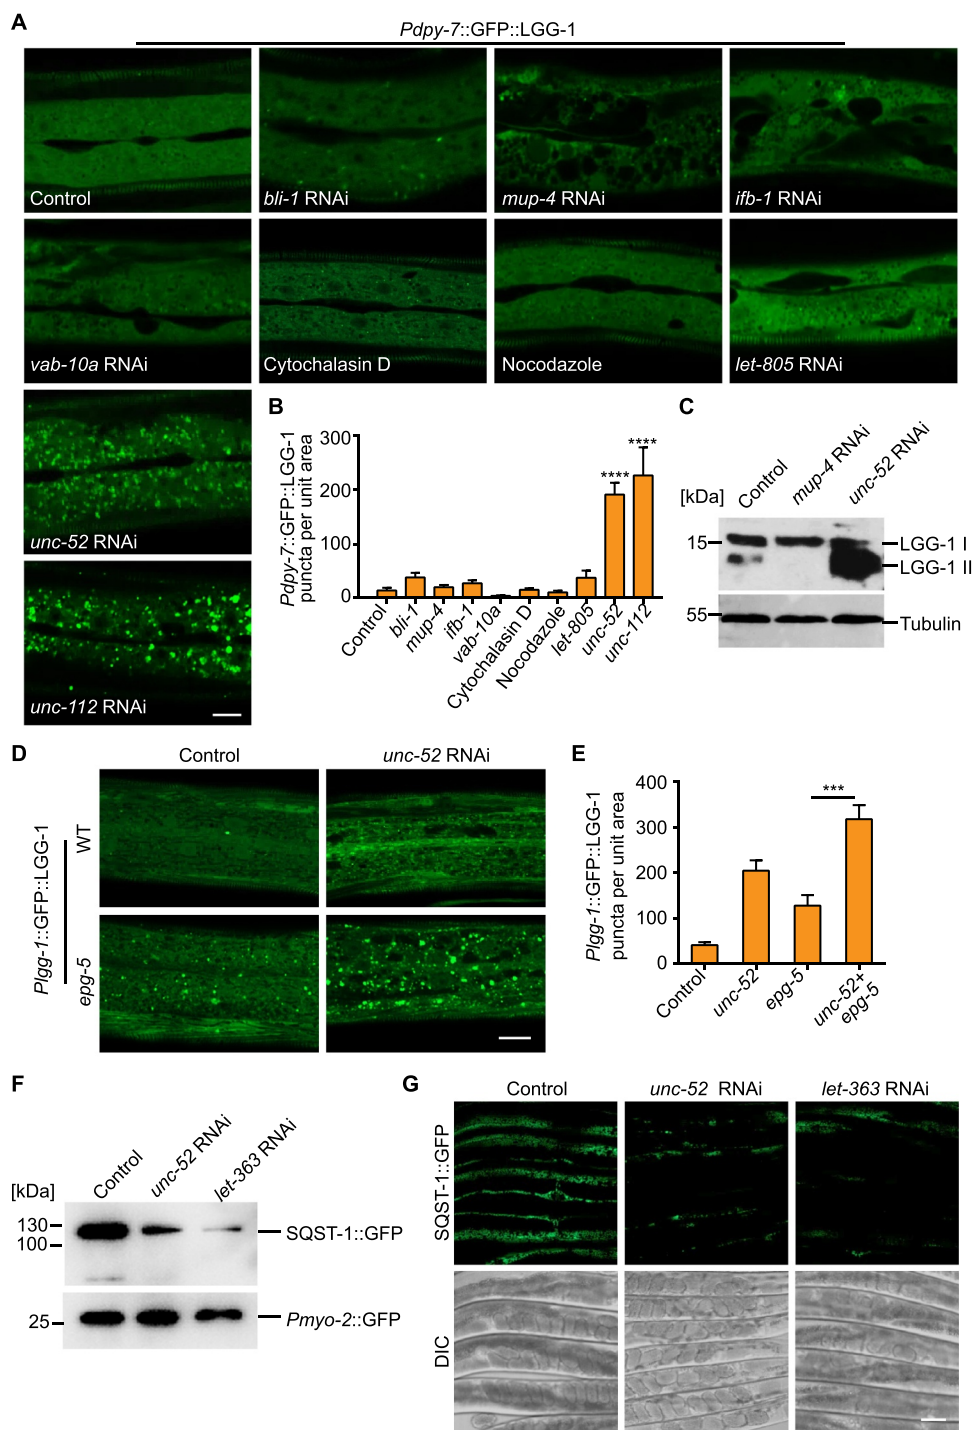 A
Pdpy-7::GFP::LGG-1
Control
bli-1 RNAi
mup-4 RNAi
ifb-1 RNAi
vab-10a RNAi
Cytochalasin D
Nocodazole
let-805 RNAi
unc-52 RNAi
unc-112 RNAi
B
Pdpy-7::GFP::LGG-1
puncta per unit area
300
200
100
0
****
****
Control
bli-1
mup-4
ifb-1
vab-10a
Cytochalasin D
Nocodazole
let-805
unc-52
unc-112
C
Control
mup-4 RNAi
unc-52 RNAi
[kDa]
15
LGG-1 I
LGG-1 II
55
Tubulin
D
Control
unc-52 RNAi
Plgg-1::GFP::LGG-1
WT
epg-5
E
Plgg-1::GFP::LGG-1
puncta per unit area
400
300
200
100
0
***
Control
unc-52
epg-5
unc-52+
epg-5
F
Control
unc-52 RNAi
let-363 RNAi
[kDa]
130
100
SQST-1::GFP
25
Pmyo-2::GFP
G
Control
unc-52 RNAi
let-363 RNAi
SQST-1::GFP
DIC